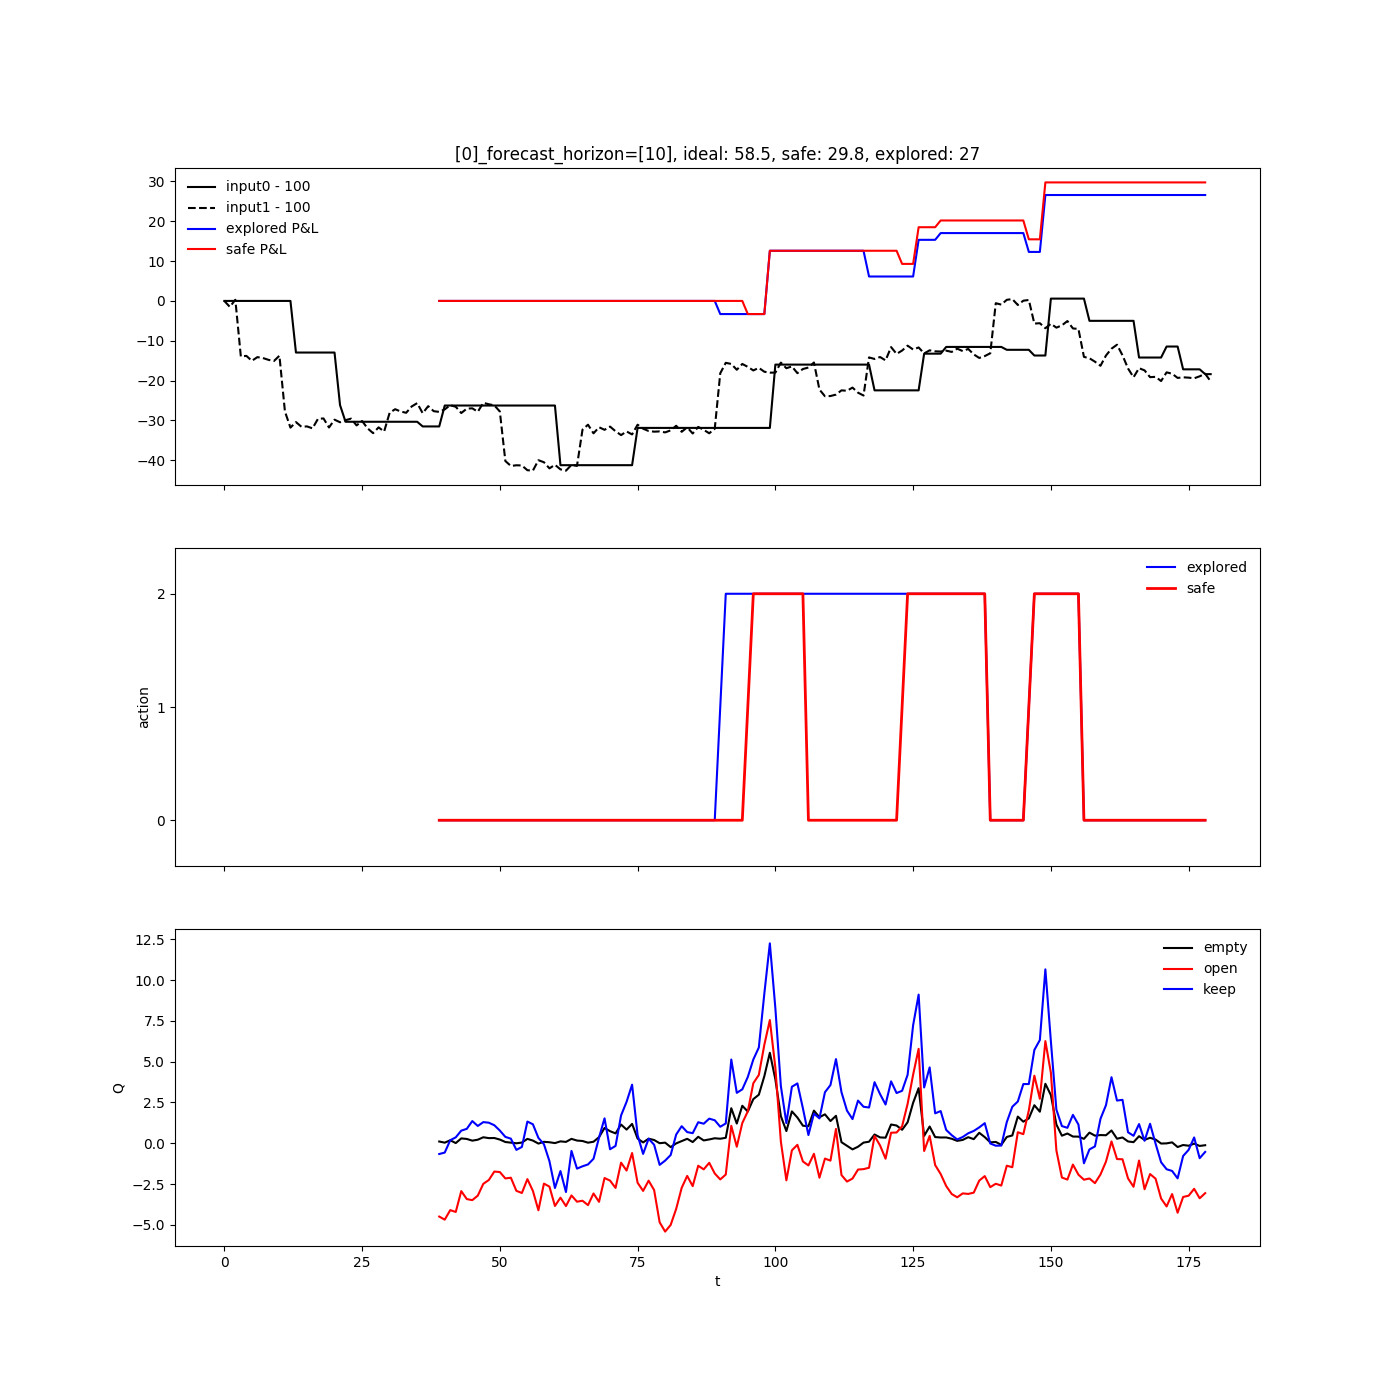 [0]_forecast_horizon=[10], ideal: 58.5, safe: 29.8, explored: 27
input0 - 100
input1 - 100
explored P&L
safe P&L
30
20
10
0
−10
−20
−30
−40
explored
safe
action
2
1
0
empty
open
keep
Q
12.5
10.0
7.5
5.0
2.5
0.0
−2.5
−5.0
0 25 50 75 100 125 150 175
t